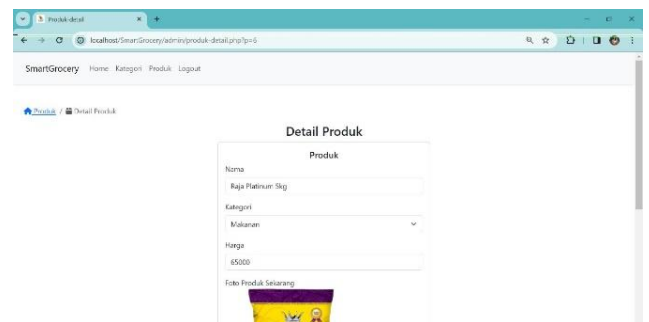 Produk-detail
localhost/SmartGrocery/admin/produk-detail.php?p=6
SmartGrocery Home Kategori Produk Logout
Produk / Detail Produk
Detail Produk
Produk
Nama
Raja Platinum 5kg
Kategori
Makanan
Harga
65000
Foto Produk Sekarang